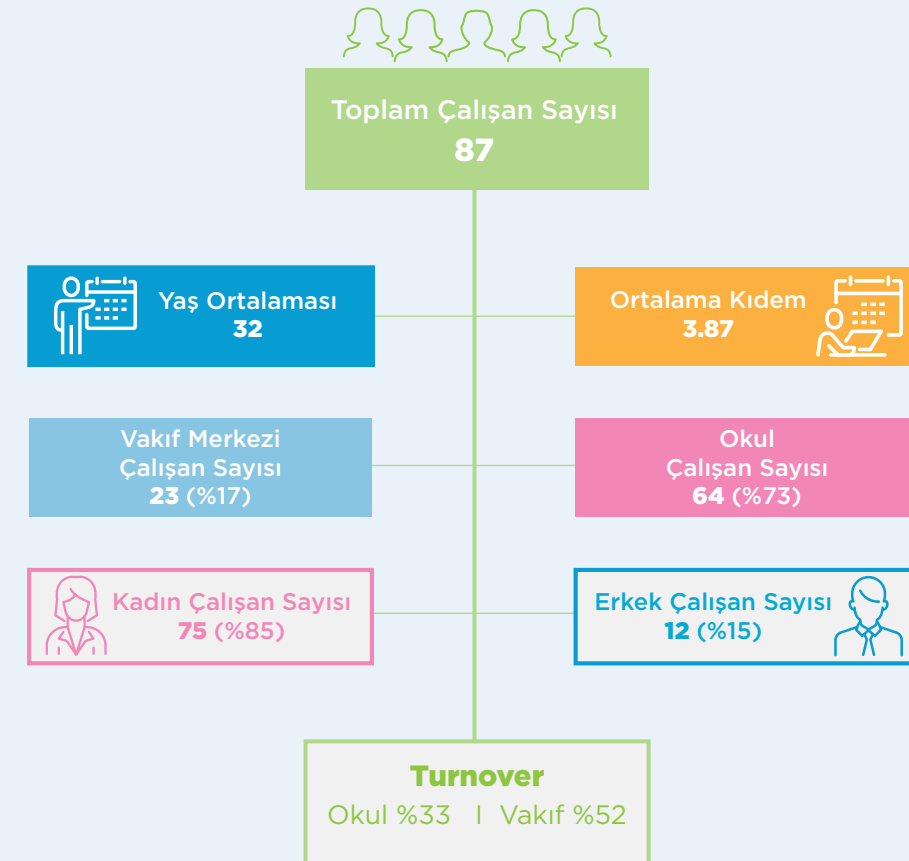 Toplam Çalışan Sayısı
87
Yaş Ortalaması
32
Ortalama Kıdem
3.87
Vakıf Merkezi
Çalışan Sayısı
23 (%17)
Okul
Çalışan Sayısı
64 (%73)
Kadın Çalışan Sayısı
75 (%85)
Erkek Çalışan Sayısı
12 (%15)
Turnover
Okul %33 I Vakıf %52